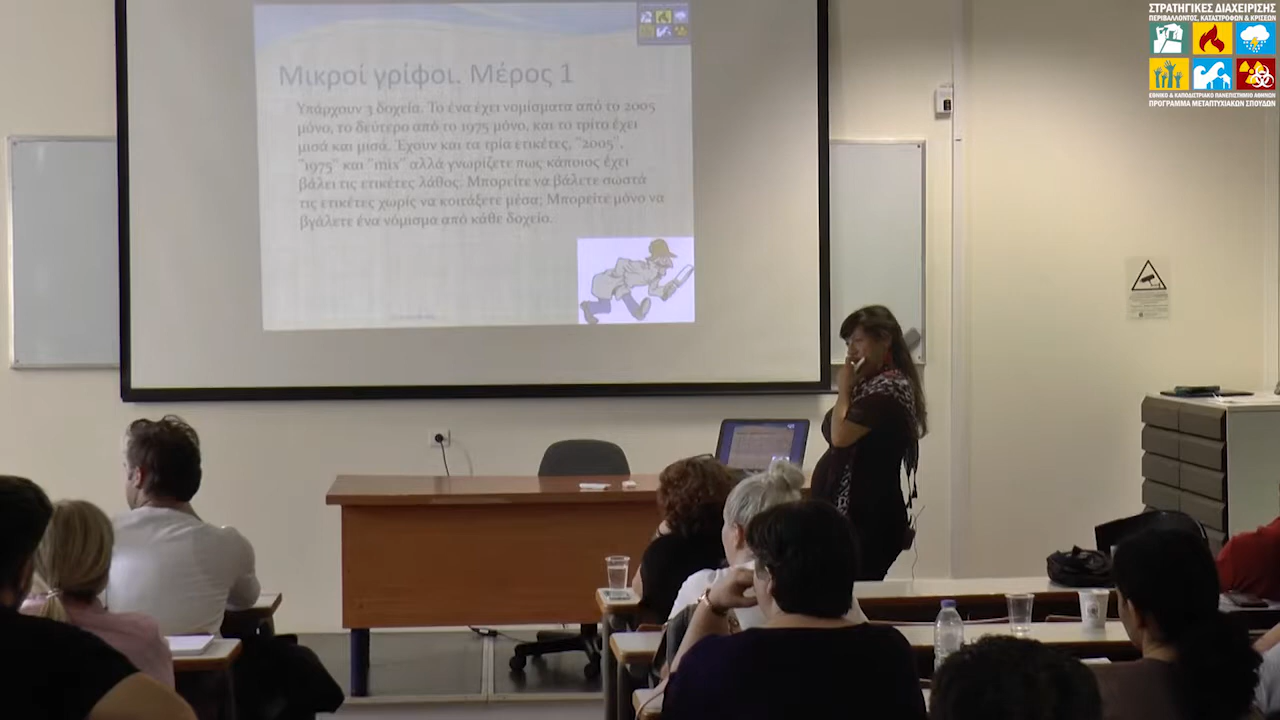 ΣΤΡΑΤΗΓΙΚΕΣ ΔΙΑΧΕΙΡΙΣΗΣ
ΠΕΡΙΒΑΛΛΟΝΤΟΣ, ΚΑΤΑΣΤΡΟΦΩΝ & ΚΡΙΣΕΩΝ
ΕΘΝΙΚΟ & ΚΑΠΟΔΙΣΤΡΙΑΚΟ ΠΑΝΕΠΙΣΤΗΜΙΟ ΑΘΗΝΩΝ
ΠΡΟΓΡΑΜΜΑ ΜΕΤΑΠΤΥΧΙΑΚΩΝ ΣΠΟΥΔΩΝ
Μικροί γρίφοι. Μέρος 1
Υπάρχουν 3 δοχεία. Το ένα έχει νομίσματα από το 2005
μόνο, το δεύτερο από το 1975 μόνο, και το τρίτο έχει
μισά και μισά. Έχουν και τα τρία ετικέτες, "2005",
"1975" και "mix" αλλά γνωρίζετε πως κάποιος έχει
βάλει τις ετικέτες λάθος. Μπορείτε να βάλετε σωστά
τις ετικέτες χωρίς να κοιτάξετε μέσα; Μπορείτε μόνο να
βγάλετε ένα νόμισμα από κάθε δοχείο.